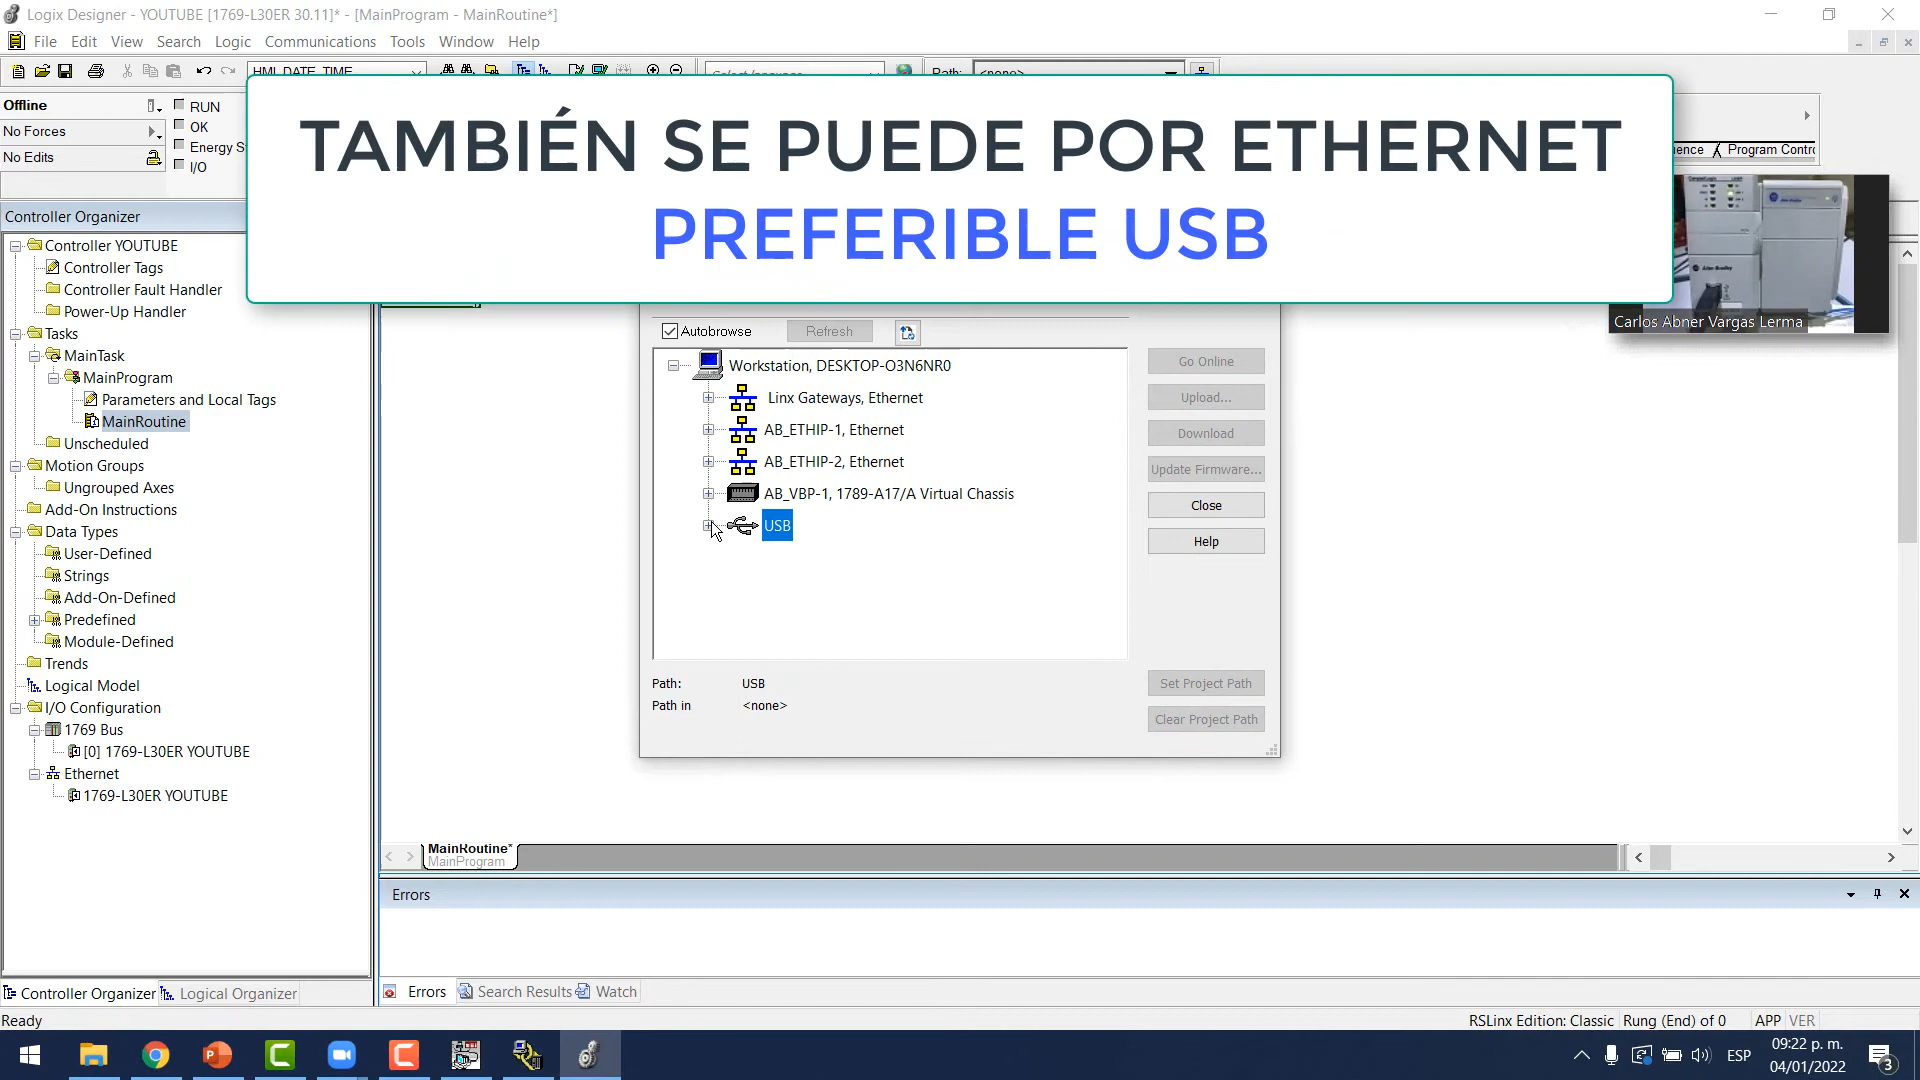 Logix Designer - YOUTUBE [1769-L30ER 30.11]* - [MainProgram - MainRoutine*]
File Edit View Search Logic Communications Tools Window Help
HMI_DATE_TIME
Select language...
Path: <none>
Offline
RUN
No Forces
OK
Energy S
No Edits
I/O
TAMBIÉN SE PUEDE POR ETHERNET
PREFERIBLE USB
Program Contro
Carlos Abner Vargas Lerma
Controller Organizer
Controller YOUTUBE
Controller Tags
Controller Fault Handler
Power-Up Handler
Tasks
MainTask
MainProgram
Parameters and Local Tags
MainRoutine
Unscheduled
Motion Groups
Ungrouped Axes
Add-On Instructions
Data Types
User-Defined
Strings
Add-On-Defined
Predefined
Module-Defined
Trends
Logical Model
I/O Configuration
1769 Bus
[0] 1769-L30ER YOUTUBE
Ethernet
1769-L30ER YOUTUBE
Autobrowse
Refresh
Workstation, DESKTOP-O3N6NR0
Linx Gateways, Ethernet
AB_ETHIP-1, Ethernet
AB_ETHIP-2, Ethernet
AB_VBP-1, 1789-A17/A Virtual Chassis
USB
Go Online
Upload...
Download
Update Firmware...
Close
Help
Path: USB
Path in <none>
Set Project Path
Clear Project Path
MainRoutine*
MainProgram
Errors
Controller Organizer Logical Organizer
Errors Search Results Watch
Ready
RSLinx Edition: Classic Rung (End) of 0 APP VER
ESP
09:22 p. m.
04/01/2022
3